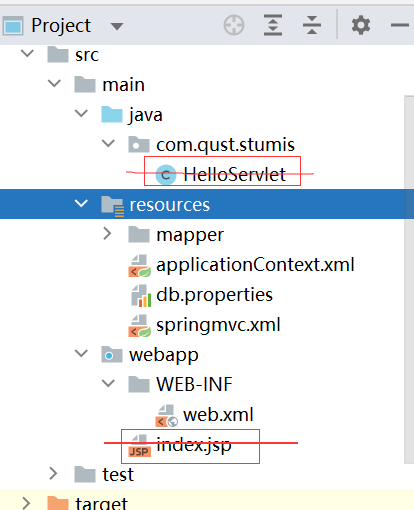 Project
src
main
java
com.qust.stumis
C HelloServlet
resources
mapper
applicationContext.xml
db.properties
springmvc.xml
webapp
WEB-INF
web.xml
JSP index.jsp
test
target